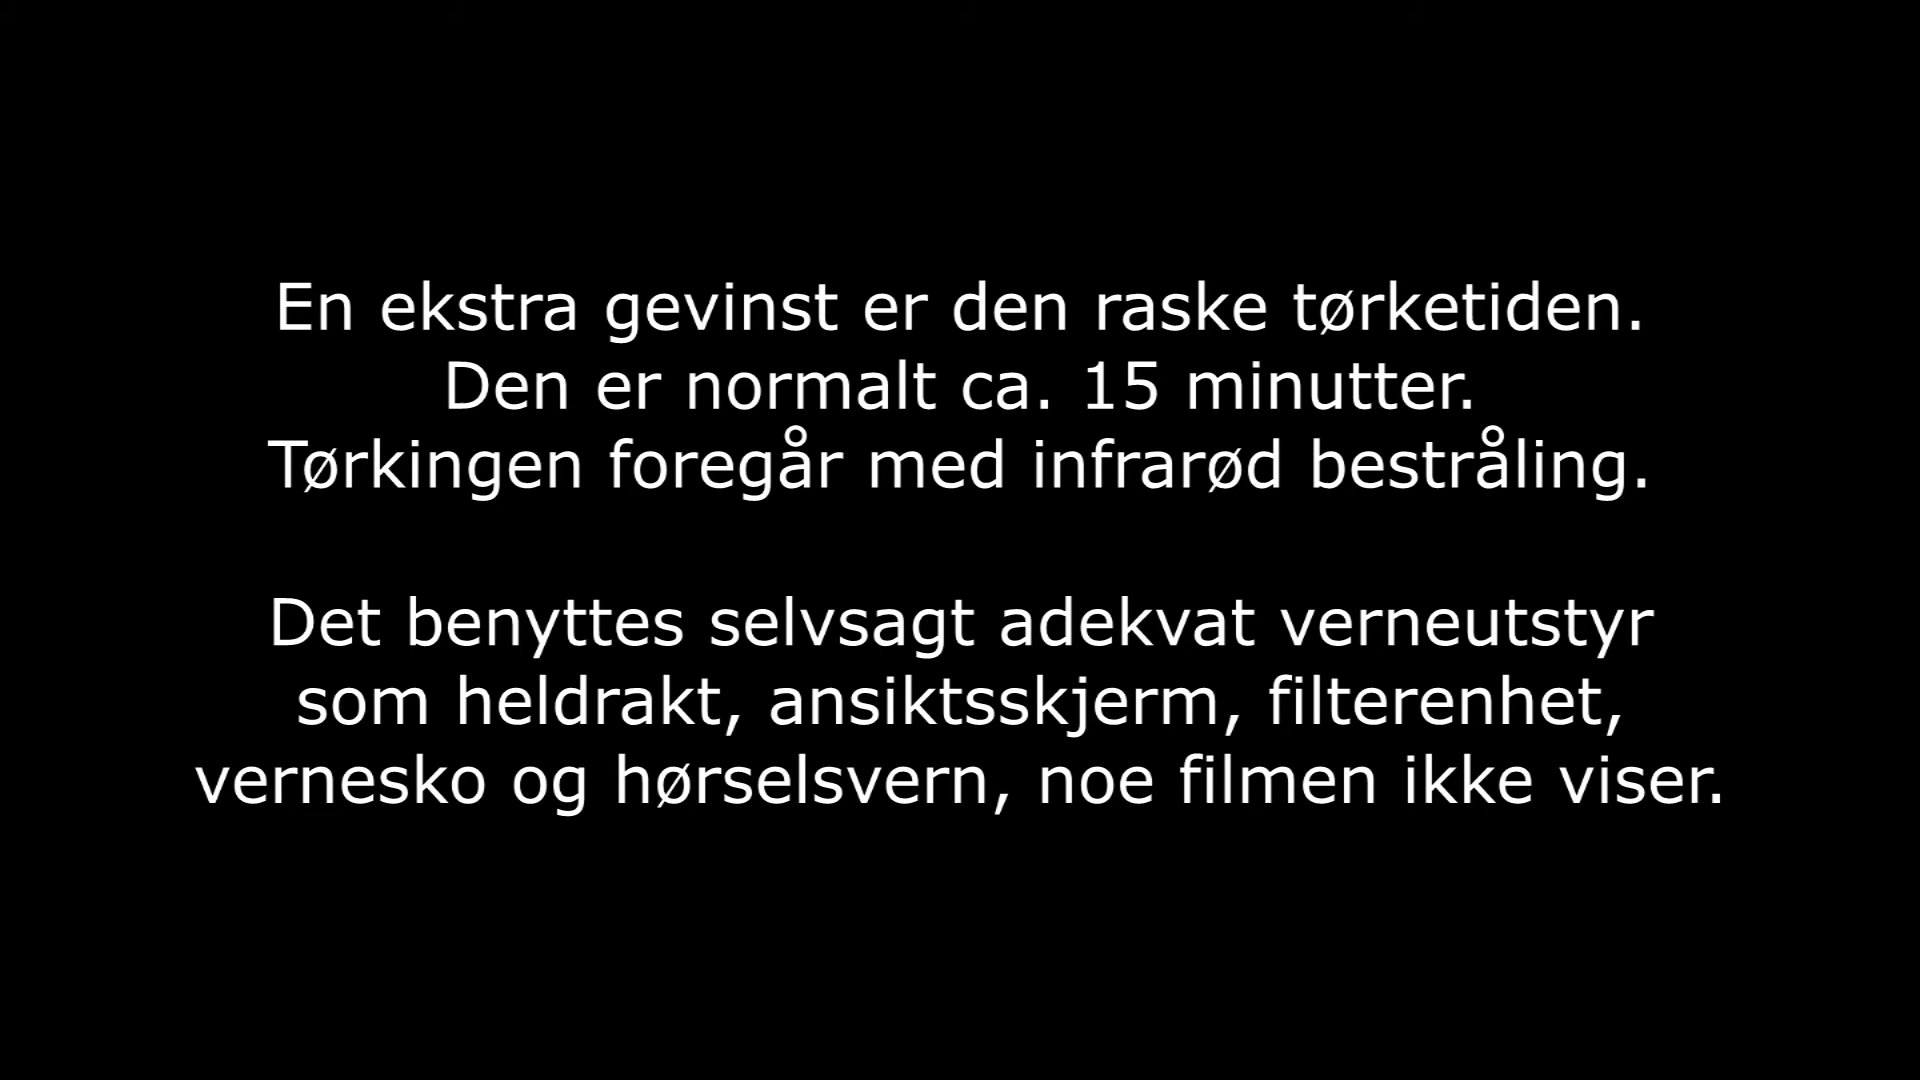 En ekstra gevinst er den raske tørketiden.
Den er normalt ca. 15 minutter.
Tørkingen foregår med infrarød bestråling.
Det benyttes selvsagt adekvat verneutstyr
som heldrakt, ansiktsskjerm, filterenhet,
vernesko og hørselsvern, noe filmen ikke viser.